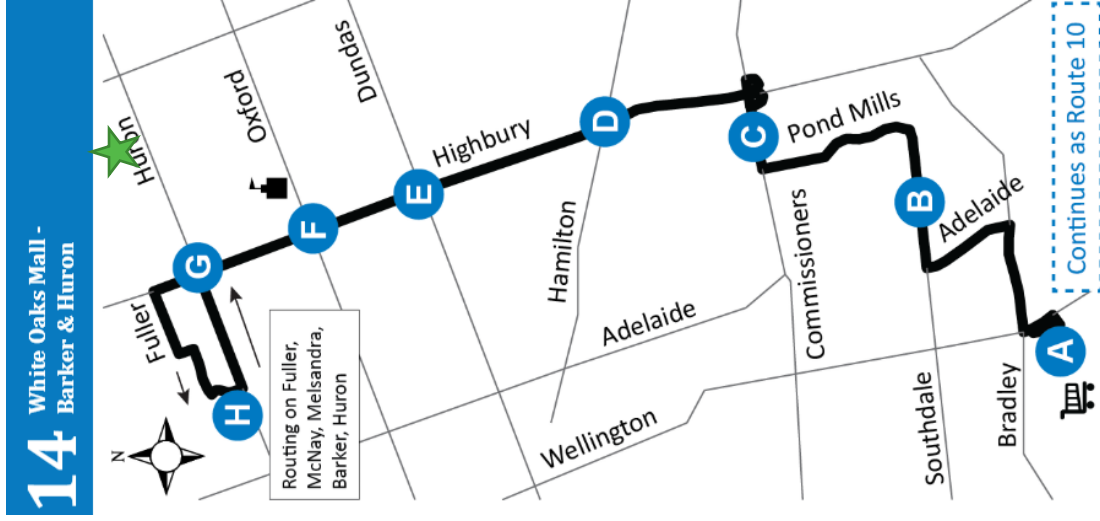 14
White Oaks Mall -
Barker & Huron
N
Huron
Oxford
Dundas
Fuller
G
F
E
Highbury
D
H
Routing on Fuller,
McNay, Melsandra,
Barker, Huron
Hamilton
Adelaide
Wellington
C
Pond Mills
Commissioners
B
Adelaide
Southdale
Bradley
A
Continues as Route 10